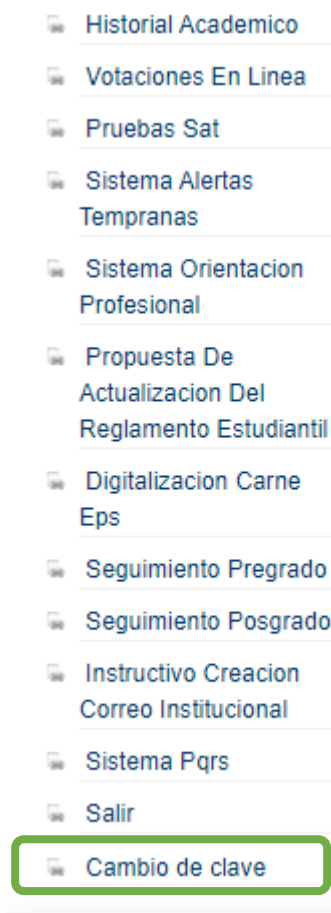 Historial Academico
Votaciones En Linea
Pruebas Sat
Sistema Alertas
Tempranas
Sistema Orientacion
Profesional
Propuesta De
Actualizacion Del
Reglamento Estudiantil
Digitalizacion Carne
Eps
Seguimiento Pregrado
Seguimiento Posgrado
Instructivo Creacion
Correo Institucional
Sistema Pqrs
Salir
Cambio de clave